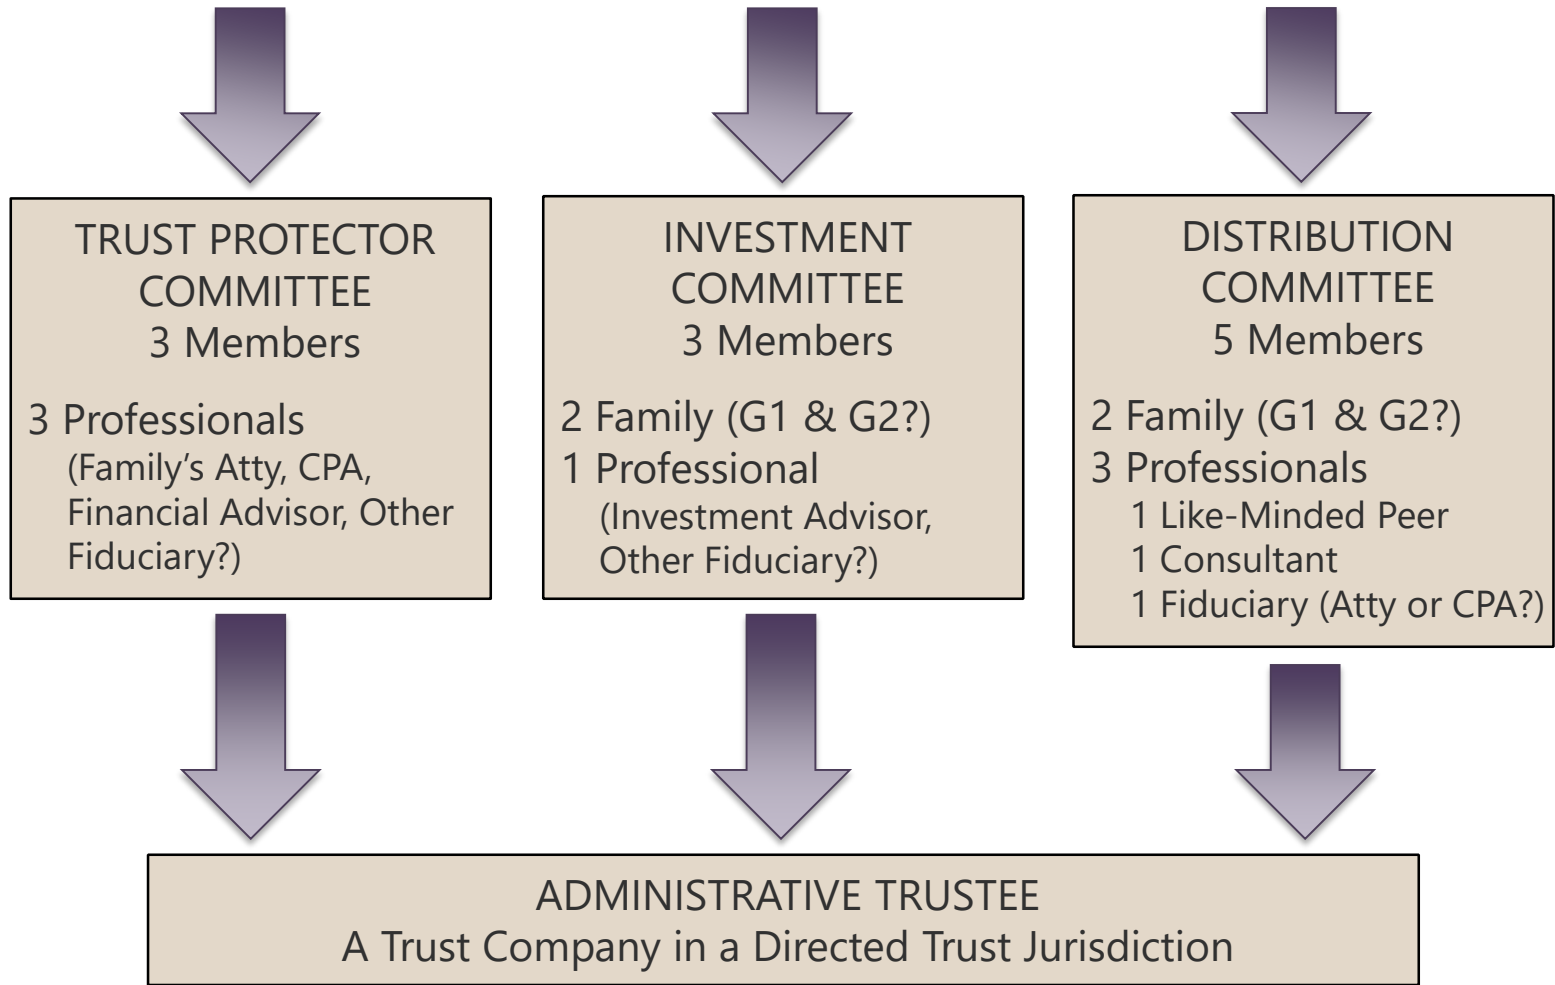 TRUST PROTECTOR
COMMITTEE
3 Members
3 Professionals
(Family’s Atty, CPA,
Financial Advisor, Other
Fiduciary?)
INVESTMENT
COMMITTEE
3 Members
2 Family (G1 & G2?)
1 Professional
(Investment Advisor,
Other Fiduciary?)
DISTRIBUTION
COMMITTEE
5 Members
2 Family (G1 & G2?)
3 Professionals
1 Like-Minded Peer
1 Consultant
1 Fiduciary (Atty or CPA?)
ADMINISTRATIVE TRUSTEE
A Trust Company in a Directed Trust Jurisdiction